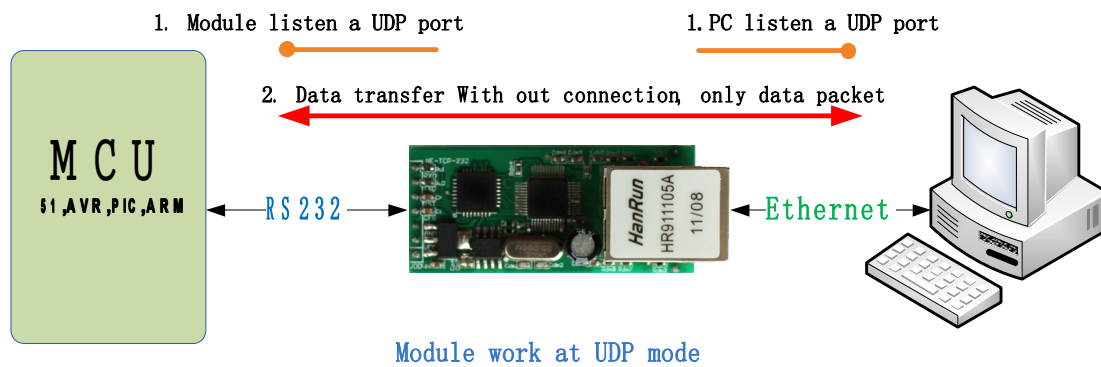 1. Module listen a UDP port
1. PC listen a UDP port
2. Data transfer With out connection, only data packet
MCU
51,AVR,PIC,ARM
RS232
HanRun
HR911105A
11/08
Ethernet
Module work at UDP mode